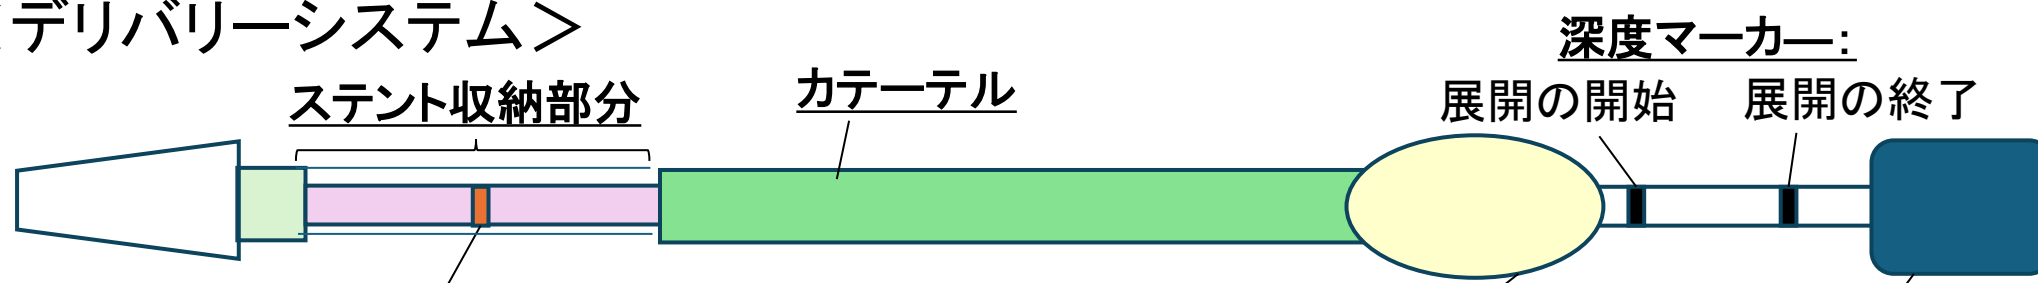 デリバリーシステム＞
ステント収納部分
カテーテル
深度マーカー:
展開の開始
展開の終了